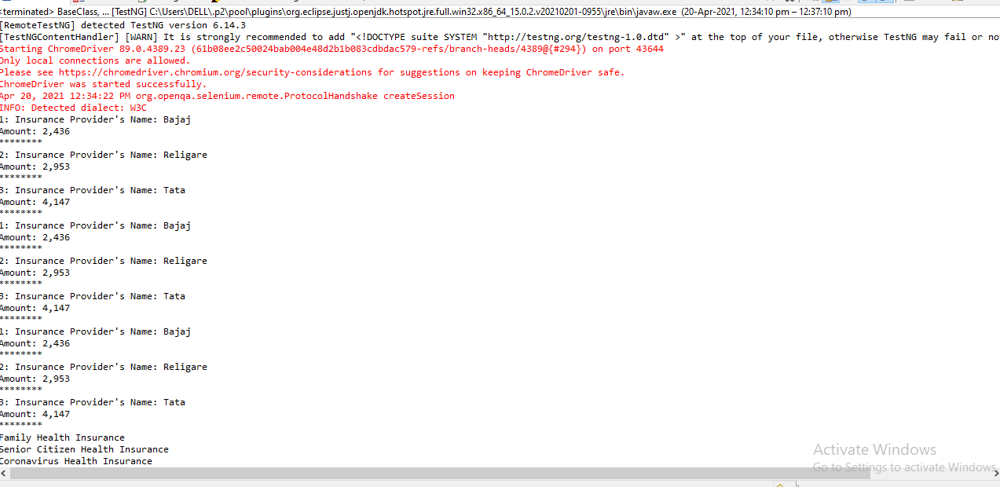 <terminated> BaseClass, ... [TestNG] C:\Users\DELL\.p2\pool\plugins\org.eclipse.justj.openjdk.hotspot.jre.full.win32.x86_64_15.0.2.v20210201-0955\jre\bin\javaw.exe (20-Apr-2021, 12:34:10 pm – 12:37:10 pm)
[RemoteTestNG] detected TestNG version 6.14.3
[TestNGContentHandler] [WARN] It is strongly recommended to add "<!DOCTYPE suite SYSTEM "http://testng.org/testng-1.0.dtd" >" at the top of your file, otherwise TestNG may fail or no
Starting ChromeDriver 89.0.4389.23 (61b08ee2c50024bab004e48d2b1b083cdbdac579-refs/branch-heads/4389@{#294}) on port 43644
Only local connections are allowed.
Please see https://chromedriver.chromium.org/security-considerations for suggestions on keeping ChromeDriver safe.
ChromeDriver was started successfully.
Apr 20, 2021 12:34:22 PM org.openqa.selenium.remote.ProtocolHandshake createSession
INFO: Detected dialect: W3C
1: Insurance Provider's Name: Bajaj
Amount: 2,436
********
2: Insurance Provider's Name: Religare
Amount: 2,953
********
3: Insurance Provider's Name: Tata
Amount: 4,147
********
1: Insurance Provider's Name: Bajaj
Amount: 2,436
********
2: Insurance Provider's Name: Religare
Amount: 2,953
********
3: Insurance Provider's Name: Tata
Amount: 4,147
********
1: Insurance Provider's Name: Bajaj
Amount: 2,436
********
2: Insurance Provider's Name: Religare
Amount: 2,953
********
3: Insurance Provider's Name: Tata
Amount: 4,147
********
Family Health Insurance
Senior Citizen Health Insurance
Coronavirus Health Insurance
Activate Windows
Go to Settings to activate Windows.